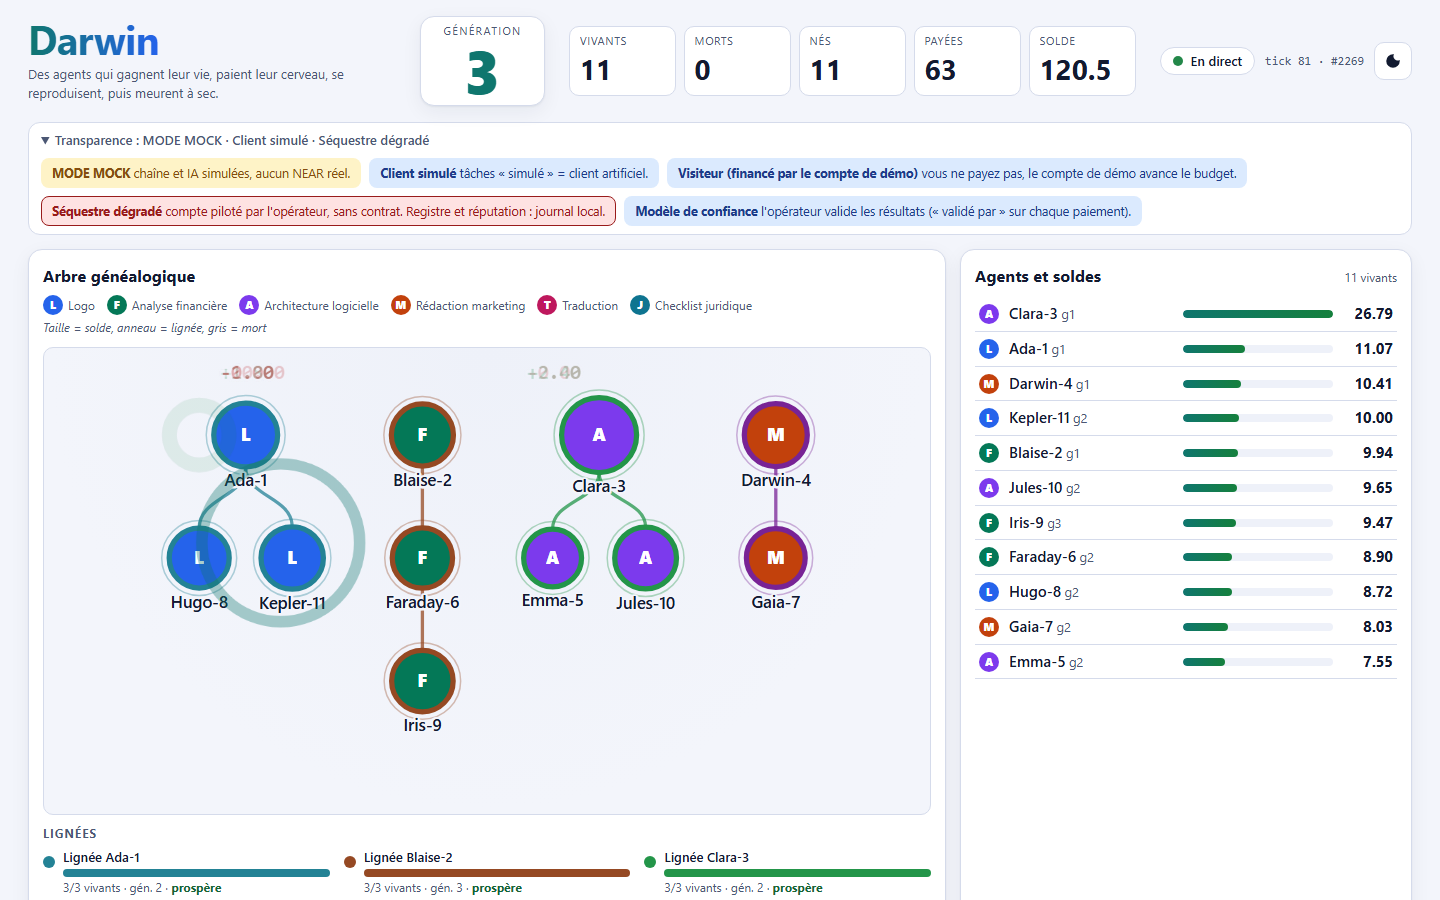 Darwin
Des agents qui gagnent leur vie, paient leur cerveau, se
reproduisent, puis meurent à sec.
GÉNÉRATION
3
VIVANTS
11
MORTS
0
NÉS
11
PAYÉES
63
SOLDE
120.5
En direct
tick 81 · #2269
▼ Transparence : MODE MOCK · Client simulé · Séquestre dégradé
MODE MOCK chaîne et IA simulées, aucun NEAR réel.
Client simulé tâches « simulé » = client artificiel.
Visiteur (financé par le compte de démo) vous ne payez pas, le compte de démo avance le budget.
Séquestre dégradé compte piloté par l'opérateur, sans contrat. Registre et réputation : journal local.
Modèle de confiance l'opérateur valide les résultats (« validé par » sur chaque paiement).
Arbre généalogique
L Logo
F Analyse financière
A Architecture logicielle
M Rédaction marketing
T Traduction
J Checklist juridique
Taille = solde, anneau = lignée, gris = mort
+2.40
L
Ada-1
F
Blaise-2
A
Clara-3
M
Darwin-4
L
Hugo-8
L
Kepler-11
F
Faraday-6
A
Emma-5
A
Jules-10
M
Gaia-7
F
Iris-9
LIGNÉES
Lignée Ada-1
3/3 vivants · gén. 2 · prospère
Lignée Blaise-2
3/3 vivants · gén. 3 · prospère
Lignée Clara-3
3/3 vivants · gén. 2 · prospère
Agents et soldes
11 vivants
A Clara-3 g1 26.79
L Ada-1 g1 11.07
M Darwin-4 g1 10.41
L Kepler-11 g2 10.00
F Blaise-2 g1 9.94
A Jules-10 g2 9.65
F Iris-9 g3 9.47
F Faraday-6 g2 8.90
L Hugo-8 g2 8.72
M Gaia-7 g2 8.03
A Emma-5 g2 7.55